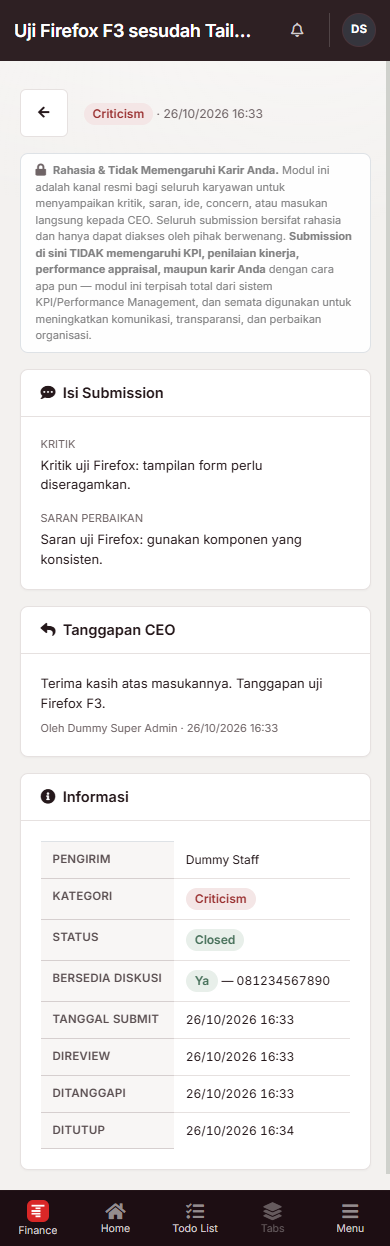 Uji Firefox F3 sesudah Tail...
DS
Criticism · 26/10/2026 16:33
Rahasia & Tidak Memengaruhi Karir Anda. Modul ini
adalah kanal resmi bagi seluruh karyawan untuk
menyampaikan kritik, saran, ide, concern, atau masukan
langsung kepada CEO. Seluruh submission bersifat rahasia
dan hanya dapat diakses oleh pihak berwenang. Submission
di sini TIDAK memengaruhi KPI, penilaian kinerja,
performance appraisal, maupun karir Anda dengan cara
apa pun — modul ini terpisah total dari sistem
KPI/Performance Management, dan semata digunakan untuk
meningkatkan komunikasi, transparansi, dan perbaikan
organisasi.
Isi Submission
KRITIK
Kritik uji Firefox: tampilan form perlu
diseragamkan.
SARAN PERBAIKAN
Saran uji Firefox: gunakan komponen yang
konsisten.
Tanggapan CEO
Terima kasih atas masukannya. Tanggapan uji
Firefox F3.
Oleh Dummy Super Admin · 26/10/2026 16:33
Informasi
PENGIRIM Dummy Staff
KATEGORI Criticism
STATUS Closed
BERSEDIA DISKUSI Ya — 081234567890
TANGGAL SUBMIT 26/10/2026 16:33
DIREVIEW 26/10/2026 16:33
DITANGGAPI 26/10/2026 16:33
DITUTUP 26/10/2026 16:34
Finance Home Todo List Tabs Menu